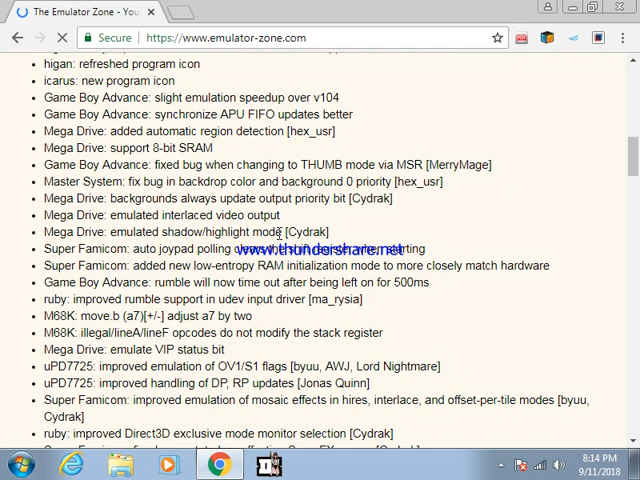 The Emulator Zone - You
Secure | https://www.emulator-zone.com
higan: refreshed program icon
icarus: new program icon
Game Boy Advance: slight emulation speedup over v104
Game Boy Advance: synchronize APU FIFO updates better
Mega Drive: added automatic region detection [hex_usr]
Mega Drive: support 8-bit SRAM
Game Boy Advance: fixed bug when changing to THUMB mode via MSR [MerryMage]
Master System: fix bug in backdrop color and background 0 priority [hex_usr]
Mega Drive: backgrounds always update output priority bit [Cydrak]
Mega Drive: emulated interlaced video output
Mega Drive: emulated shadow/highlight mode [Cydrak]
Super Famicom: auto joypad polling clears the shift register when starting
www.thundershare.net
Super Famicom: added new low-entropy RAM initialization mode to more closely match hardware
Game Boy Advance: rumble will now time out after being left on for 500ms
ruby: improved rumble support in udev input driver [ma_rysia]
M68K: move.b (a7)[+/-] adjust a7 by two
M68K: illegal/lineA/lineF opcodes do not modify the stack register
Mega Drive: emulate VIP status bit
uPD7725: improved emulation of OV1/S1 flags [byuu, AWJ, Lord Nightmare]
uPD7725: improved handling of DP, RP updates [Jonas Quinn]
Super Famicom: improved emulation of mosaic effects in hires, interlace, and offset-per-tile modes [byuu,
Cydrak]
ruby: improved Direct3D exclusive mode monitor selection [Cydrak]
8:14 PM
9/11/2018